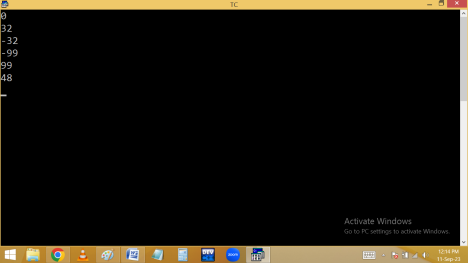 TC
0
32
-32
-99
99
48
Activate Windows
Go to PC settings to activate Windows.
12:14 PM
11-Sep-23